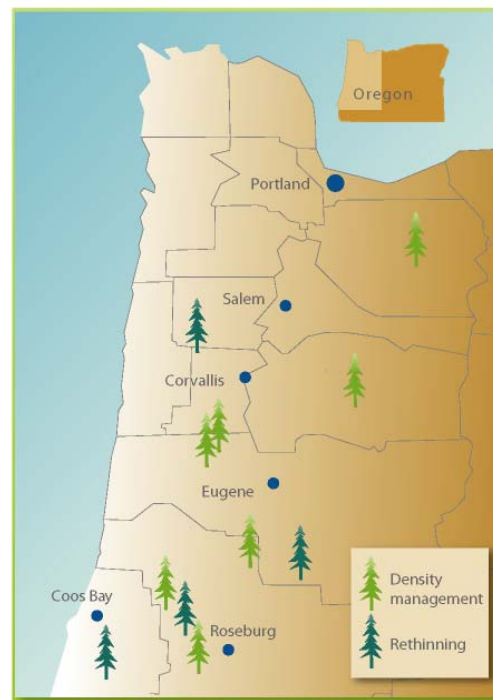 Oregon
Portland
Salem
Corvallis
Eugene
Coos Bay
Roseburg
Density
management
Rethinning